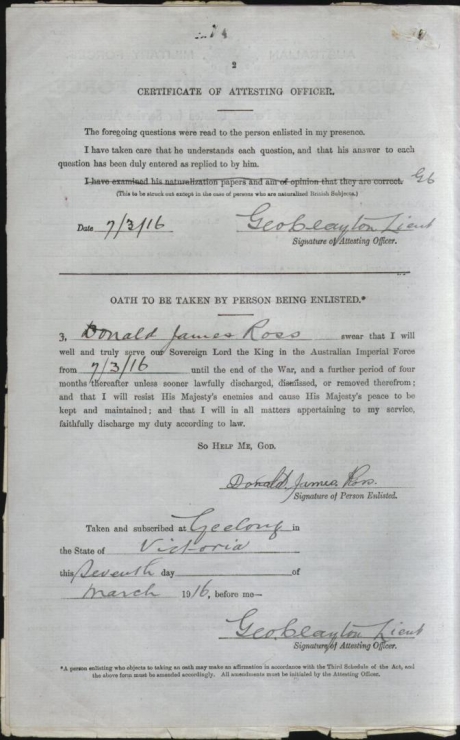 2
CERTIFICATE OF ATTESTING OFFICER.
The foregoing questions were read to the person enlisted in my presence.
I have taken care that he understands each question, and that his answer to each
question has been duly entered as replied to by him.
I have examined his naturalization papers and am of opinion that they are correct.
(This to be struck out except in the case of persons who are naturalized British Subjects.)
Date 7/3/16 Geo Clayton Lieut
Signature of Attesting Officer.
OATH TO BE TAKEN BY PERSON BEING ENLISTED.*
3, Donald James Ross swear that I will
well and truly serve our Sovereign Lord the King in the Australian Imperial Force
from 7/3/16 until the end of the War, and a further period of four
months thereafter unless sooner lawfully discharged, dismissed, or removed therefrom;
and that I will resist His Majesty's enemies and cause His Majesty's peace to be
kept and maintained; and that I will in all matters appertaining to my service,
faithfully discharge my duty according to law.
SO HELP ME, GOD.
Donald James Ross.
Signature of Person Enlisted.
Taken and subscribed at Geelong in
the State of Victoria
this Seventh day of
March 1916, before me—
Geo. Clayton Lieut
Signature of Attesting Officer.
*A person enlisting who objects to taking an oath may make an affirmation in accordance with the Third Schedule of the Act, and
the above form must be amended accordingly. All amendments must be initialed by the Attesting Officer.